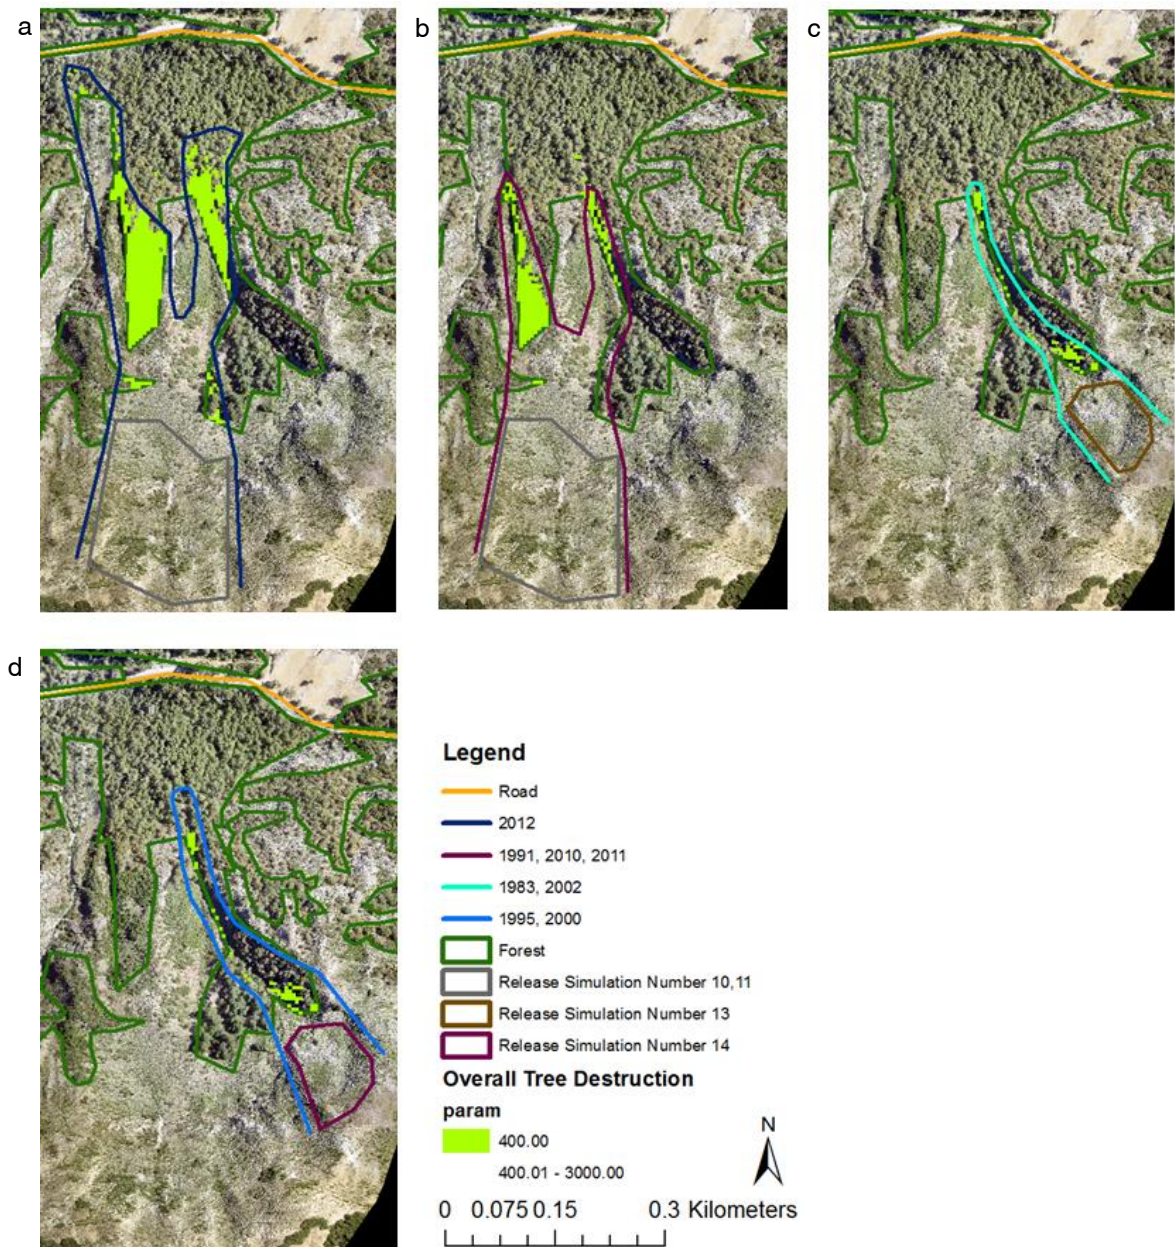 a
b
c
d
Legend
Road
2012
1991, 2010, 2011
1983, 2002
1995, 2000
Forest
Release Simulation Number 10,11
Release Simulation Number 13
Release Simulation Number 14
Overall Tree Destruction
param
400.00
400.01 - 3000.00
N
0 0.075 0.15 0.3 Kilometers